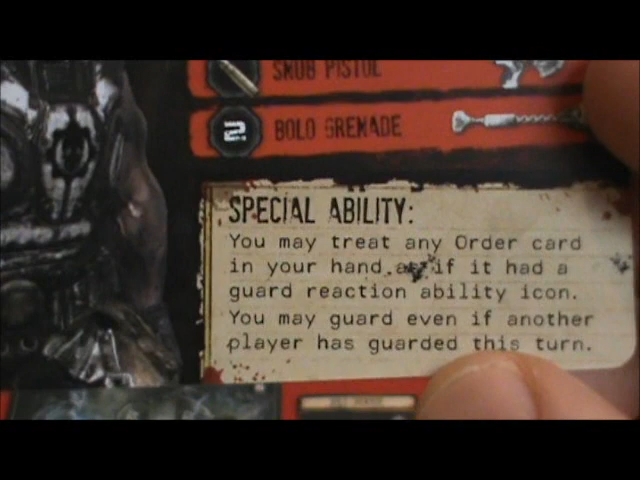 SNUB PISTOL
2 BOLO GRENADE
SPECIAL ABILITY:
You may treat any Order card
in your hand as if it had a
guard reaction ability icon.
You may guard even if another
player has guarded this turn.